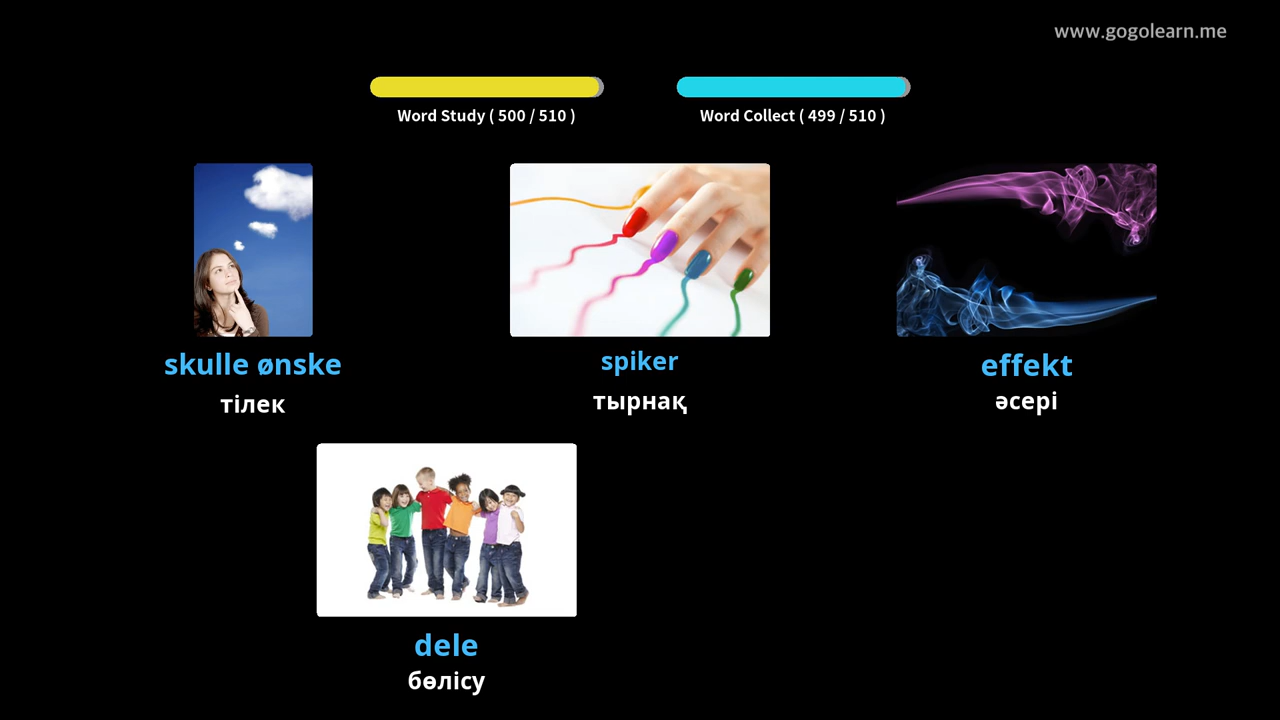 www.gogolearn.me
Word Study ( 500 / 510 )
Word Collect ( 499 / 510 )
skulle ønske
тілек
spiker
тырнақ
effekt
әсері
dele
бөлісу